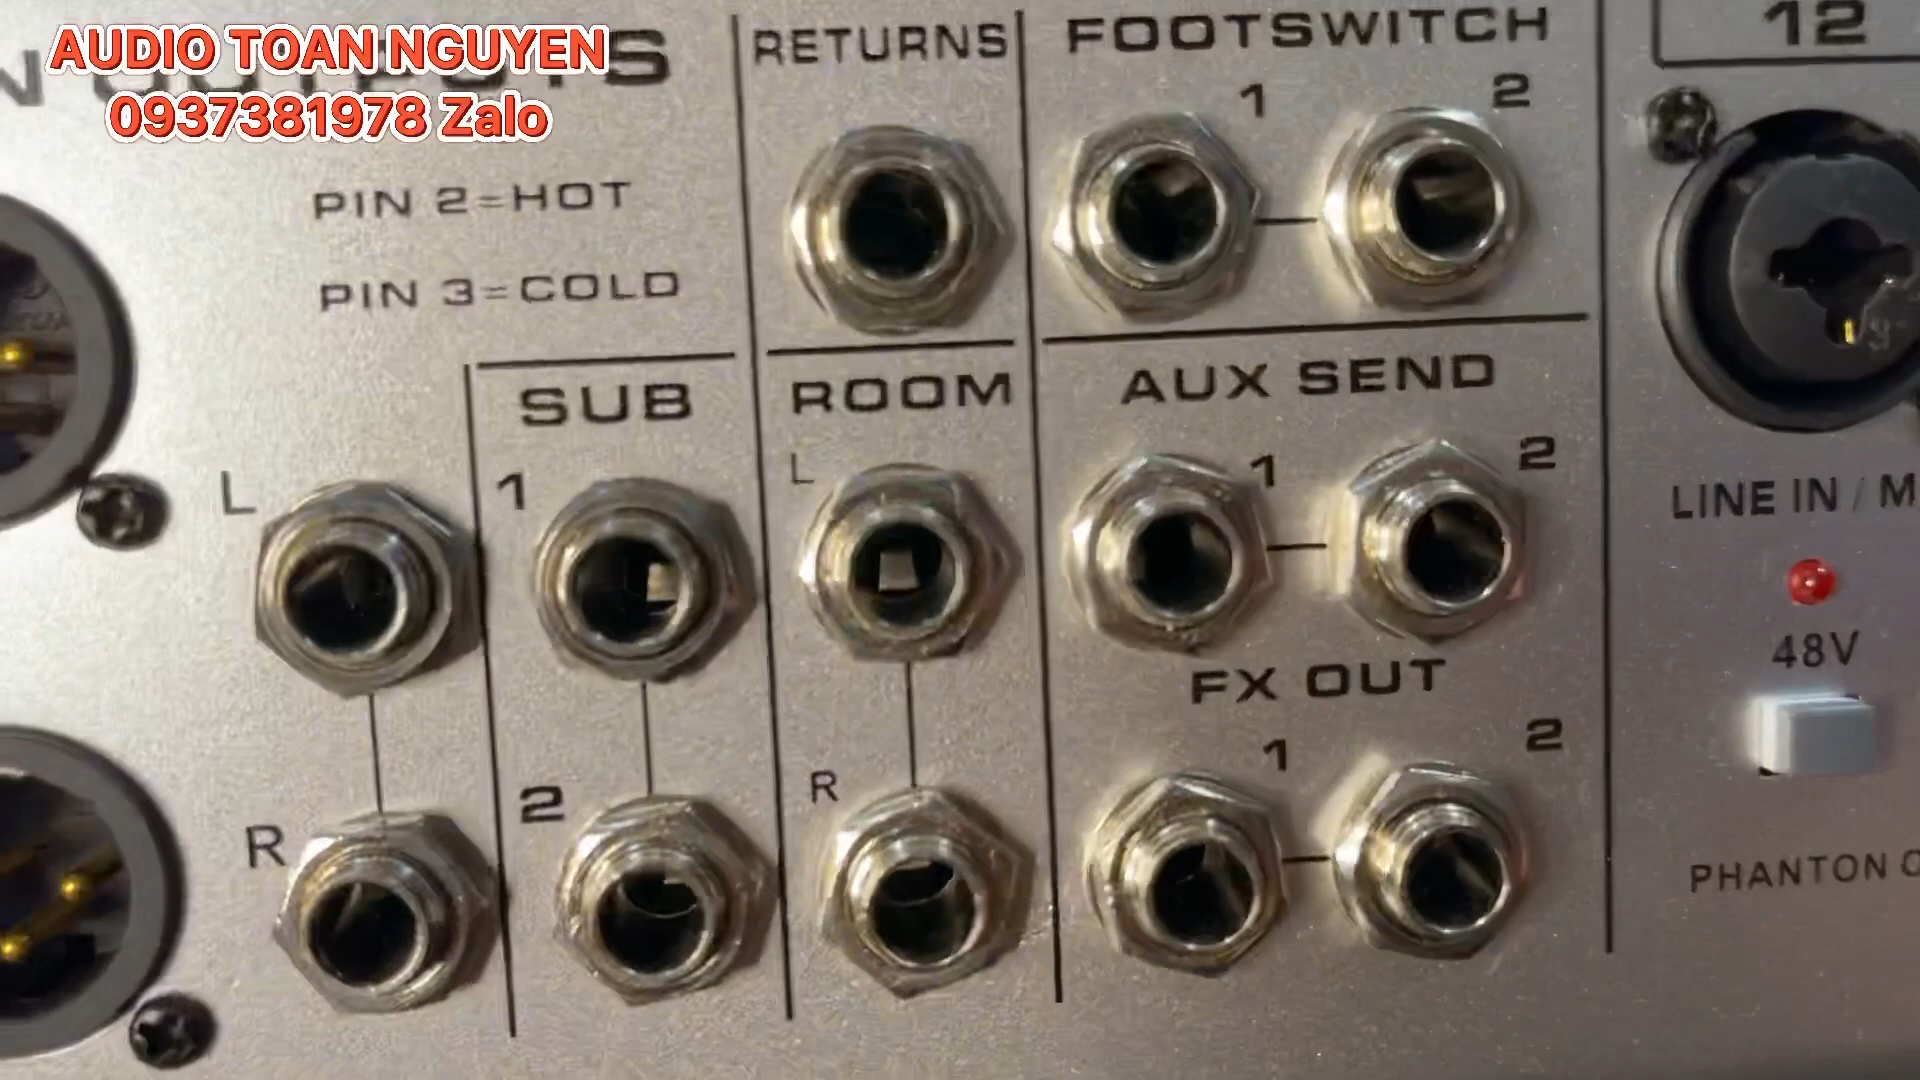 AUDIO TOAN NGUYEN
0937381978 Zalo
RETURNS
FOOTSWITCH
1
2
12
PIN 2=HOT
PIN 3=COLD
SUB
ROOM
AUX SEND
L
1
L
1
2
LINE IN / M
48V
FX OUT
R
2
R
1
2
PHANTON